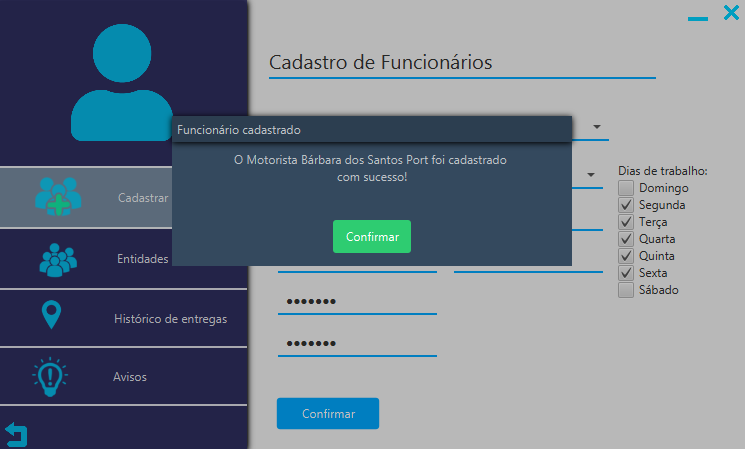 Cadastro de Funcionários
Funcionário cadastrado
O Motorista Bárbara dos Santos Port foi cadastrado
com sucesso!
Confirmar
Cadastrar
Entidades
Histórico de entregas
Avisos
Dias de trabalho:
Domingo
Segunda
Terça
Quarta
Quinta
Sexta
Sábado
Confirmar